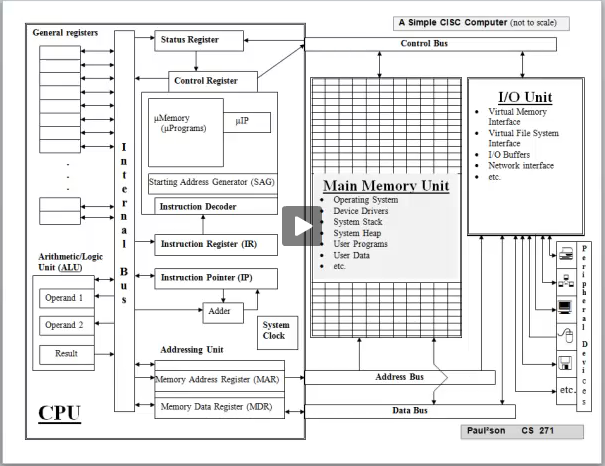 A Simple CISC Computer (not to scale)
General registers
Status Register
Control Bus
Control Register
µMemory
(µPrograms)
µIP
Starting Address Generator (SAG)
Instruction Decoder
Instruction Register (IR)
Internal Bus
Arithmetic/Logic
Unit (ALU)
Operand 1
Operand 2
Result
Instruction Pointer (IP)
Adder
System
Clock
Addressing Unit
Memory Address Register (MAR)
Memory Data Register (MDR)
CPU
Main Memory Unit
• Operating System
• Device Drivers
• System Stack
• System Heap
• User Programs
• User Data
• etc.
I/O Unit
• Virtual Memory
Interface
• Virtual File System
Interface
• I/O Buffers
• Network interface
• etc.
Peripheral Devices
etc.
Address Bus
Data Bus
Paul²son CS 271